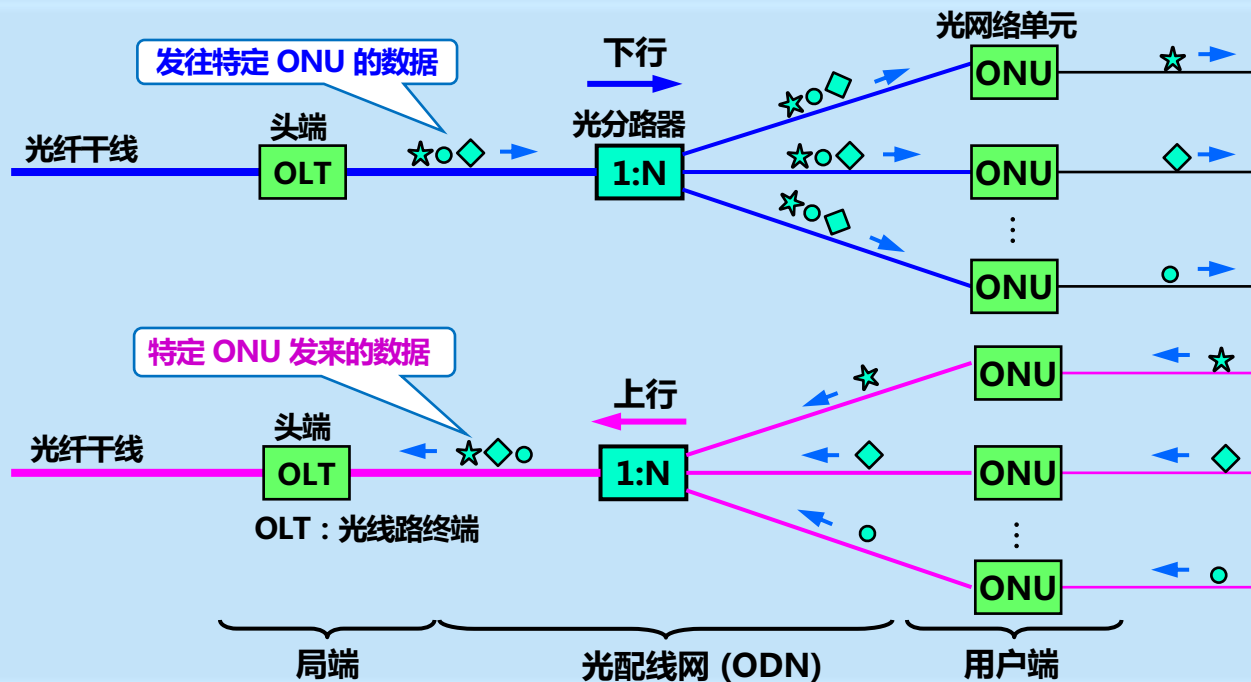 光网络单元
发往特定 ONU 的数据
下行
ONU
头端
光分路器
光纤干线
OLT
1:N
ONU
⋮
ONU
特定 ONU 发来的数据
上行
ONU
头端
光纤干线
OLT
1:N
ONU
OLT：光线路终端
⋮
ONU
局端
光配线网 (ODN)
用户端